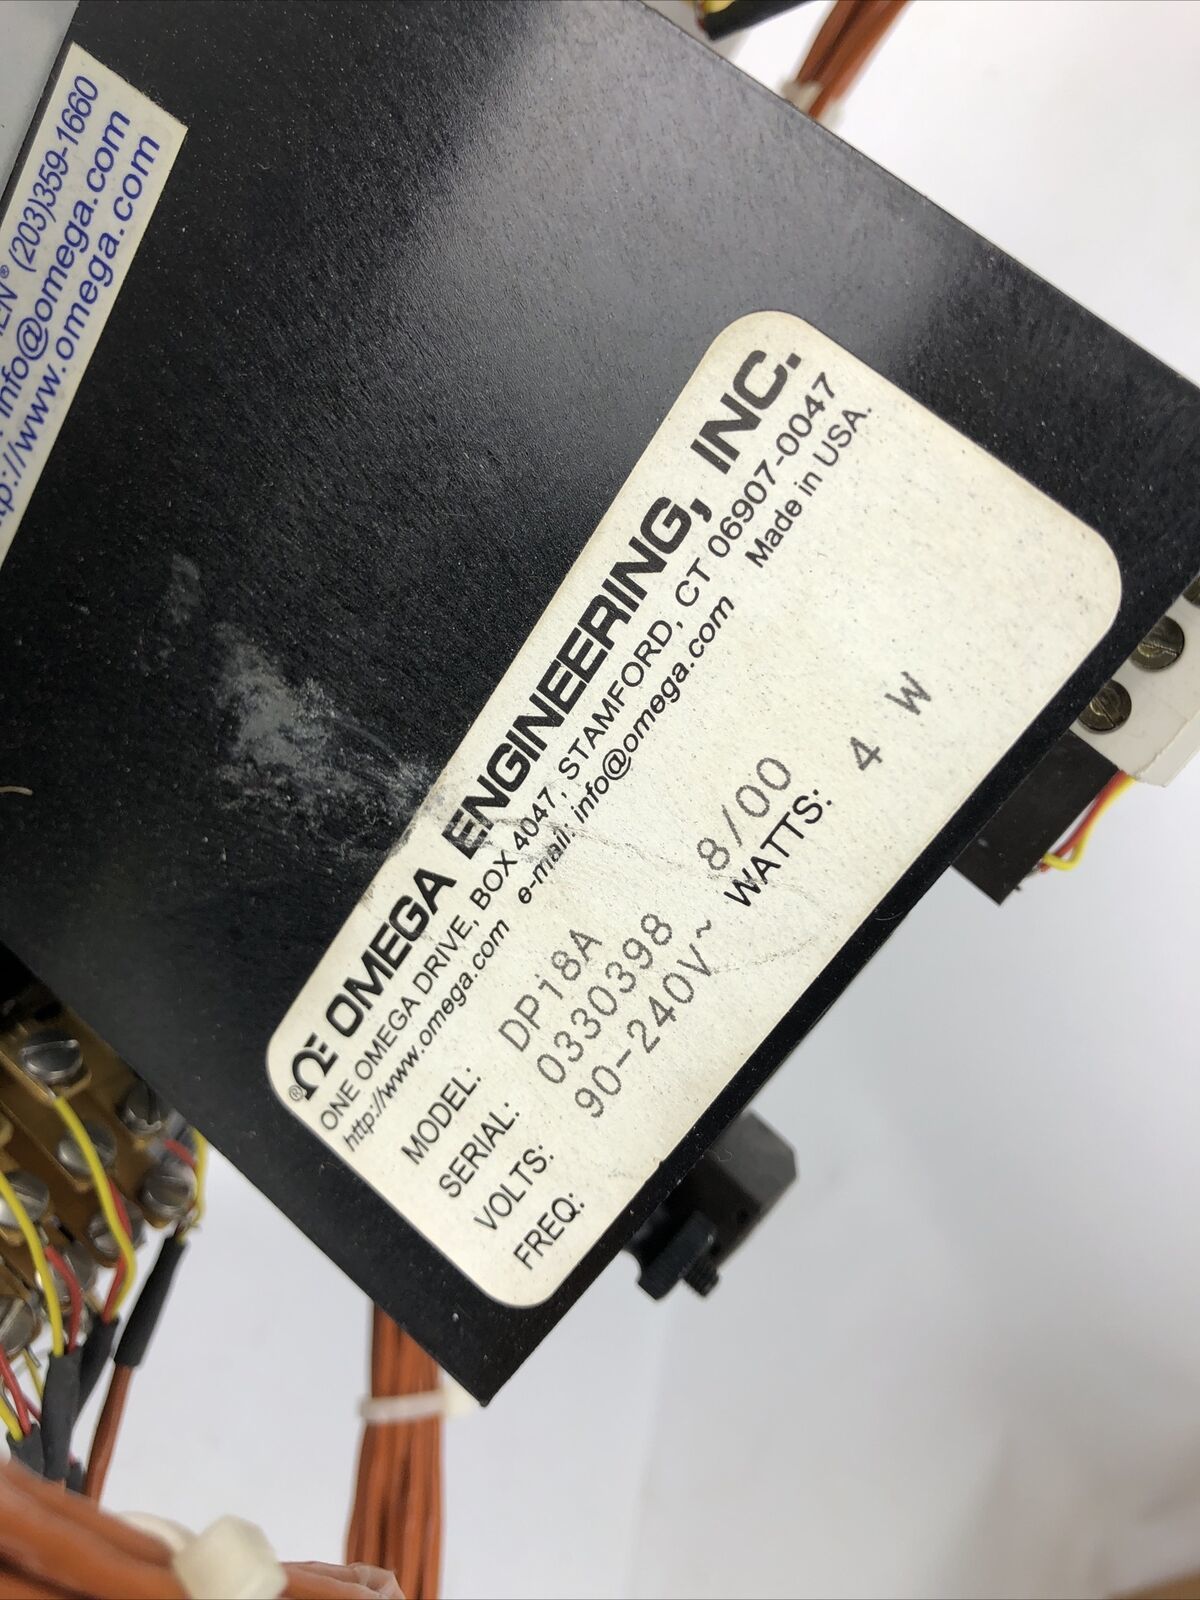 (203)359-1660
info@omega.com
www.omega.com
ΩE OMEGA ENGINEERING, INC.
®
ONE OMEGA DRIVE, BOX 4047, STAMFORD, CT 06907-0047
http://www.omega.com e-mail: info@omega.com Made in USA.
MODEL: DPi8A
SERIAL: 0330398 8/00
VOLTS: 90-240V~ WATTS: 4 W
FREQ: